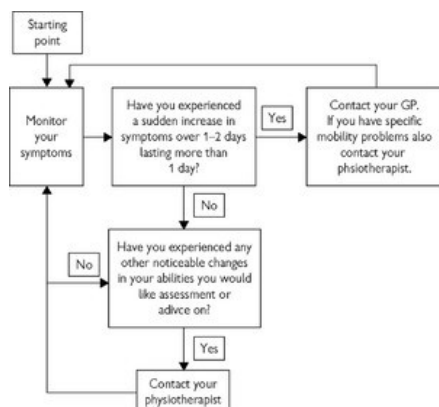 Starting
point
Monitor
your
symptoms
Have you experienced
a sudden increase in
symptoms over 1–2 days
lasting more than
1 day?
Yes
Contact your GP.
If you have specific
mobility problems also
contact your
phsiotherapist.
No
Have you experienced any
other noticeable changes
in your abilities you would
like assessment or
adivce on?
No
Yes
Contact your
physiotherapist